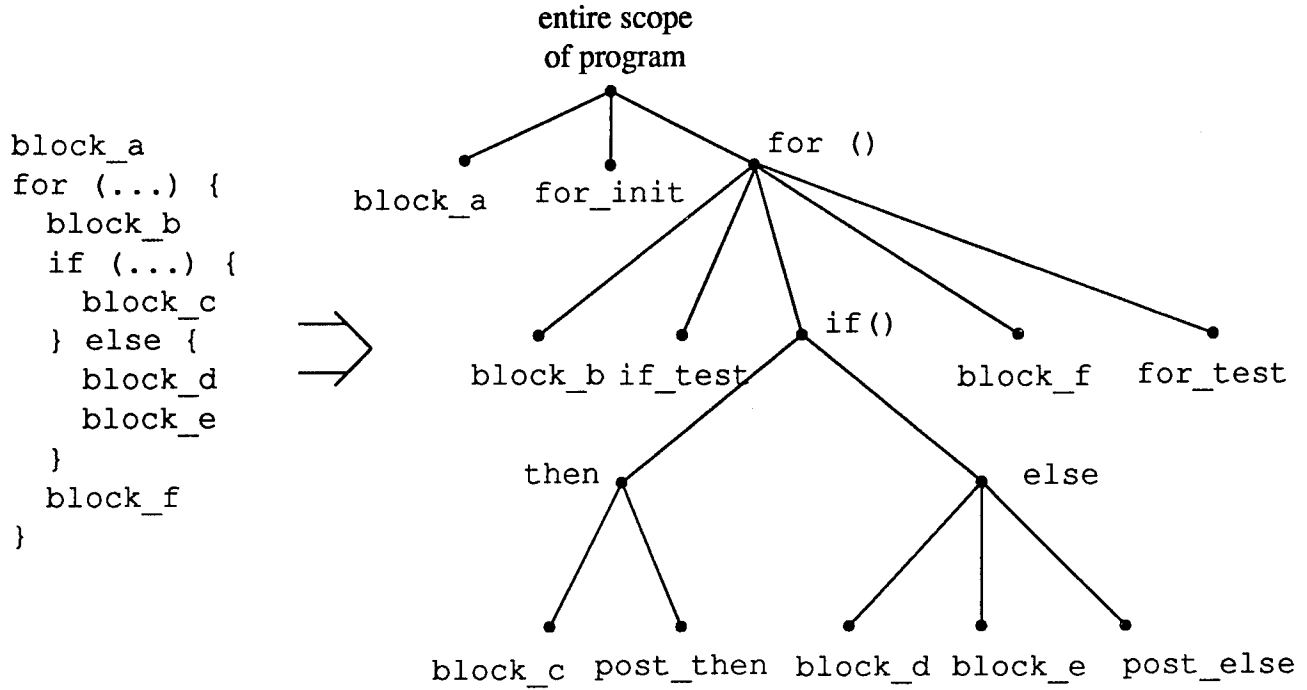 entire scope
of program
block_a
for (...) {
block_b
if (...) {
block_c
} else {
block_d
block_e
}
block_f
}
for ()
block_a
for_init
if()
block_b
if_test
block_f
for_test
then
else
block_c
post_then
block_d
block_e
post_else